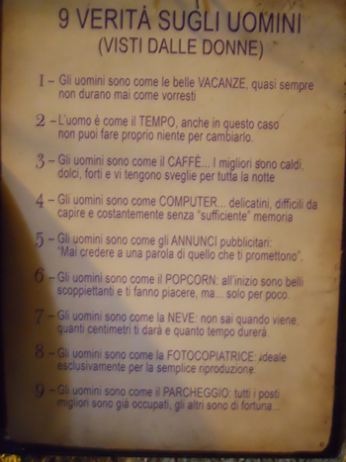 9 VERITÀ SUGLI UOMINI
(VISTI DALLE DONNE)
1 – Gli uomini sono come le belle VACANZE, quasi sempre
non durano mai come vorresti
2 – L'uomo è come il TEMPO, anche in questo caso
non puoi fare proprio niente per cambiarlo.
3 – Gli uomini sono come il CAFFÈ... I migliori sono caldi,
dolci, forti e vi tengono sveglie per tutta la notte
4 – Gli uomini sono come COMPUTER... delicatini, difficili da
capire e costantemente senza "sufficiente" memoria
5 – Gli uomini sono come gli ANNUNCI pubblicitari:
"Mai credere a una parola di quello che ti promettono".
6 – Gli uomini sono come il POPCORN: all'inizio sono belli
scoppiettanti e ti fanno piacere, ma... solo per poco.
7 – Gli uomini sono come la NEVE: non sai quando viene,
quanti centimetri ti darà e quanto tempo durerà.
8 – Gli uomini sono come la FOTOCOPIATRICE: ideale
esclusivamente per la semplice riproduzione.
9 – Gli uomini sono come il PARCHEGGIO: tutti i posti
migliori sono già occupati, gli altri sono di fortuna...